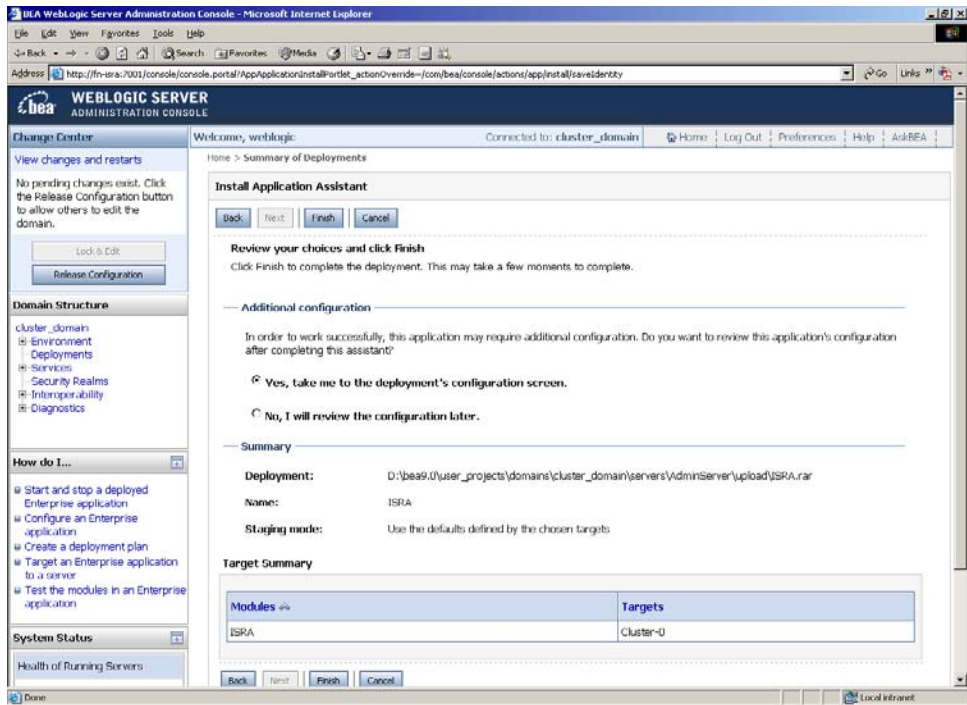 BEA WebLogic Server Administration Console - Microsoft Internet Explorer
File Edit View Favorites Tools Help
Back Search Favorites Media
Address http://fn-isra:7001/console/console.portal?AppApplicationInstallPortlet_actionOverride=/com/bea/console/actions/app/install/saveIdentity Go Links »
bea WEBLOGIC SERVER
ADMINISTRATION CONSOLE
Change Center
View changes and restarts
No pending changes exist. Click
the Release Configuration button
to allow others to edit the
domain.
Lock & Edit
Release Configuration
Domain Structure
cluster_domain
Environment
Deployments
Services
Security Realms
Interoperability
Diagnostics
How do I...
Start and stop a deployed
Enterprise application
Configure an Enterprise
application
Create a deployment plan
Target an Enterprise application
to a server
Test the modules in an Enterprise
application
System Status
Health of Running Servers
Welcome, weblogic Connected to: cluster_domain Home Log Out Preferences Help AskBEA
Home > Summary of Deployments
Install Application Assistant
Back Next Finish Cancel
Review your choices and click Finish
Click Finish to complete the deployment. This may take a few moments to complete.
Additional configuration
In order to work successfully, this application may require additional configuration. Do you want to review this application's configuration
after completing this assistant?
Yes, take me to the deployment's configuration screen.
No, I will review the configuration later.
Summary
Deployment: D:\bea9.0\user_projects\domains\cluster_domain\servers\AdminServer\upload\ISRA.rar
Name: ISRA
Staging mode: Use the defaults defined by the chosen targets
Target Summary
Modules Targets
ISRA Cluster-0
Back Next Finish Cancel
Done Local intranet